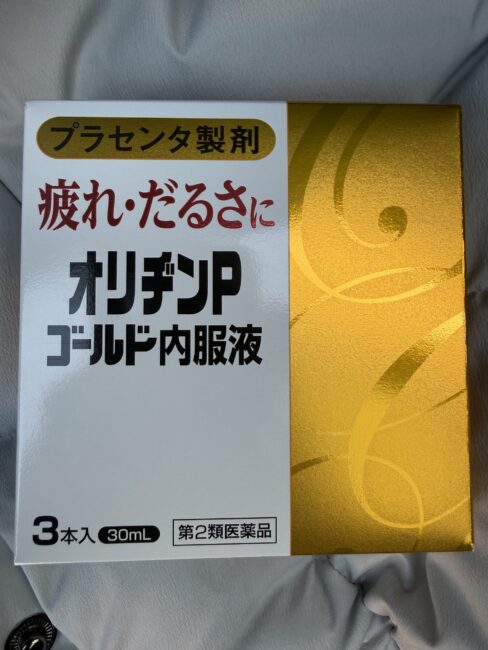 プラセンタ製剤
疲れ・だるさに
オリヂンP
ゴールド内服液
3本入 30mL 第2類医薬品